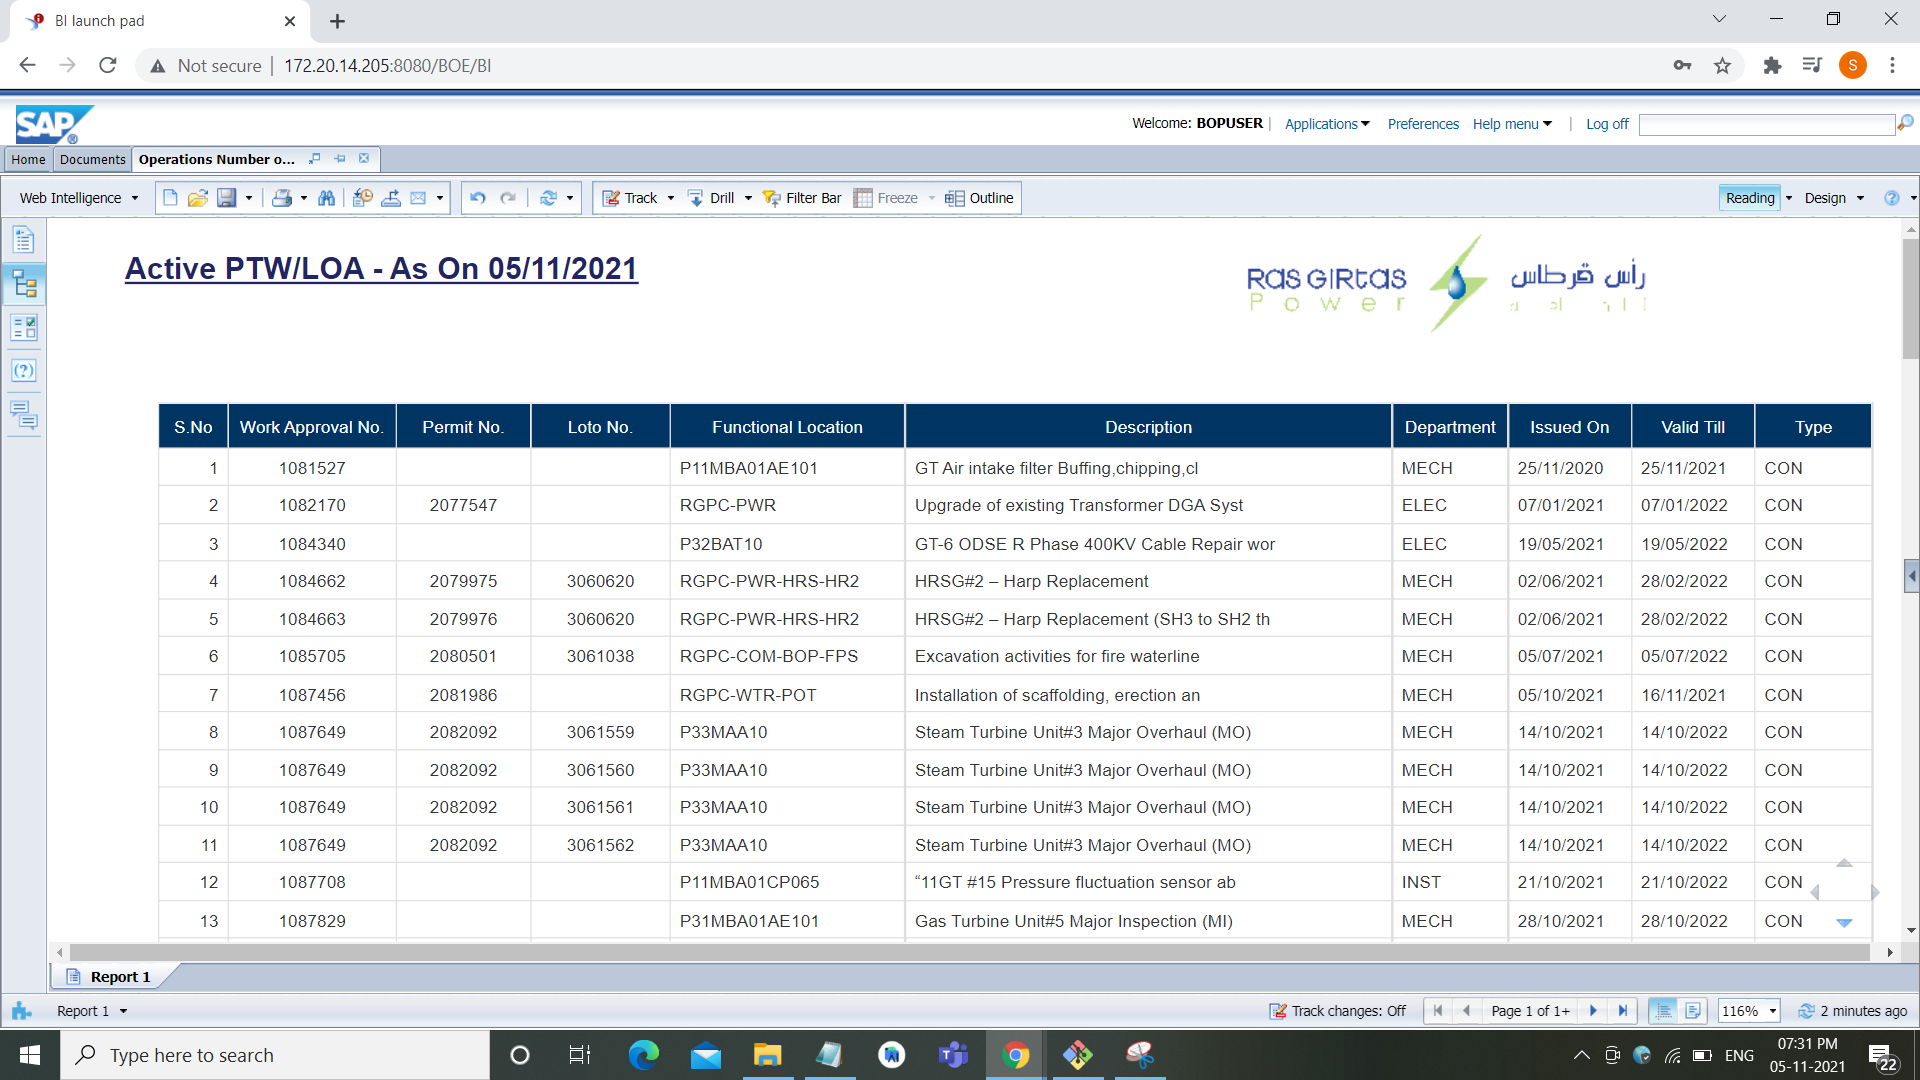 BI launch pad
Not secure | 172.20.14.205:8080/BOE/BI
SAP
Welcome: BOPUSER | Applications Preferences Help menu | Log off
Home Documents Operations Number o...
Web Intelligence Track Drill Filter Bar Freeze Outline Reading Design
Active PTW/LOA - As On 05/11/2021
Ras Girtas رأس قرطاس
Power
S.No Work Approval No. Permit No. Loto No. Functional Location Description Department Issued On Valid Till Type
1 1081527 P11MBA01AE101 GT Air intake filter Buffing,chipping,cl MECH 25/11/2020 25/11/2021 CON
2 1082170 2077547 RGPC-PWR Upgrade of existing Transformer DGA Syst ELEC 07/01/2021 07/01/2022 CON
3 1084340 P32BAT10 GT-6 ODSE R Phase 400KV Cable Repair wor ELEC 19/05/2021 19/05/2022 CON
4 1084662 2079975 3060620 RGPC-PWR-HRS-HR2 HRSG#2 – Harp Replacement MECH 02/06/2021 28/02/2022 CON
5 1084663 2079976 3060620 RGPC-PWR-HRS-HR2 HRSG#2 – Harp Replacement (SH3 to SH2 th MECH 02/06/2021 28/02/2022 CON
6 1085705 2080501 3061038 RGPC-COM-BOP-FPS Excavation activities for fire waterline MECH 05/07/2021 05/07/2022 CON
7 1087456 2081986 RGPC-WTR-POT Installation of scaffolding, erection an MECH 05/10/2021 16/11/2021 CON
8 1087649 2082092 3061559 P33MAA10 Steam Turbine Unit#3 Major Overhaul (MO) MECH 14/10/2021 14/10/2022 CON
9 1087649 2082092 3061560 P33MAA10 Steam Turbine Unit#3 Major Overhaul (MO) MECH 14/10/2021 14/10/2022 CON
10 1087649 2082092 3061561 P33MAA10 Steam Turbine Unit#3 Major Overhaul (MO) MECH 14/10/2021 14/10/2022 CON
11 1087649 2082092 3061562 P33MAA10 Steam Turbine Unit#3 Major Overhaul (MO) MECH 14/10/2021 14/10/2022 CON
12 1087708 P11MBA01CP065 “11GT #15 Pressure fluctuation sensor ab INST 21/10/2021 21/10/2022 CON
13 1087829 P31MBA01AE101 Gas Turbine Unit#5 Major Inspection (MI) MECH 28/10/2021 28/10/2022 CON
Report 1
Report 1 Track changes: Off Page 1 of 1+ 116% 2 minutes ago
Type here to search ENG 07:31 PM
05-11-2021 22